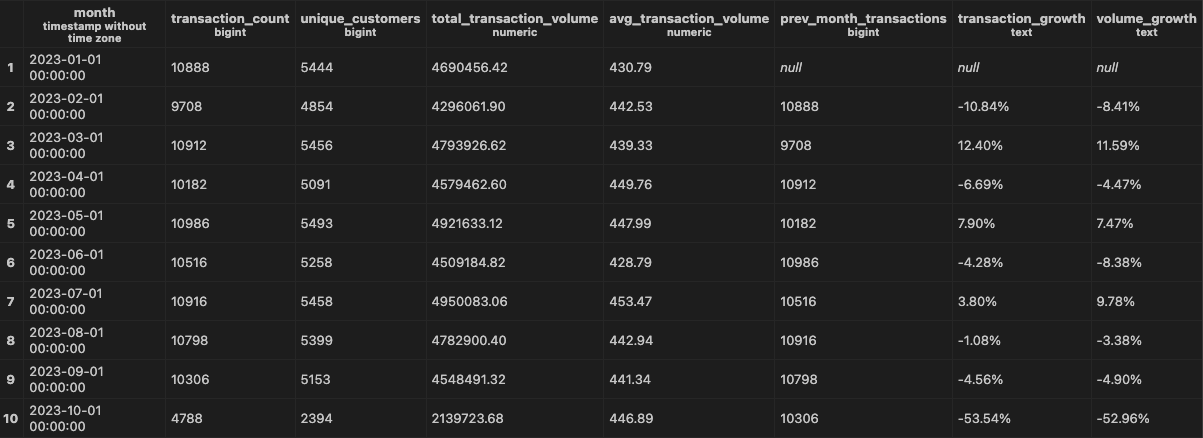 month transaction_count unique_customers total_transaction_volume avg_transaction_volume prev_month_transactions transaction_growth volume_growth
timestamp without time zone bigint bigint numeric numeric bigint text text
1 2023-01-01 00:00:00 10888 5444 4690456.42 430.79 null null null
2 2023-02-01 00:00:00 9708 4854 4296061.90 442.53 10888 -10.84% -8.41%
3 2023-03-01 00:00:00 10912 5456 4793926.62 439.33 9708 12.40% 11.59%
4 2023-04-01 00:00:00 10182 5091 4579462.60 449.76 10912 -6.69% -4.47%
5 2023-05-01 00:00:00 10986 5493 4921633.12 447.99 10182 7.90% 7.47%
6 2023-06-01 00:00:00 10516 5258 4509184.82 428.79 10986 -4.28% -8.38%
7 2023-07-01 00:00:00 10916 5458 4950083.06 453.47 10516 3.80% 9.78%
8 2023-08-01 00:00:00 10798 5399 4782900.40 442.94 10916 -1.08% -3.38%
9 2023-09-01 00:00:00 10306 5153 4548491.32 441.34 10798 -4.56% -4.90%
10 2023-10-01 00:00:00 4788 2394 2139723.68 446.89 10306 -53.54% -52.96%